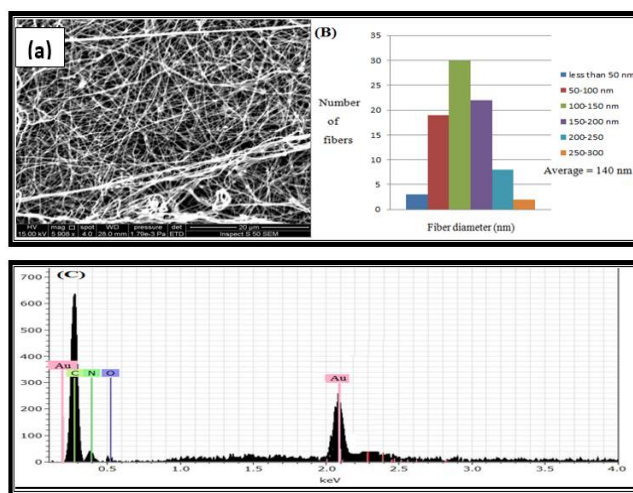 (a)
HV
mag
spot
WD
pressure
det
20 µm
15.00 kV
5 908 x
4.0
28.0 mm
1.79e-3 Pa
ETD
Inspect S 50 SEM
(B)
35
30
25
20
15
10
5
0
Number
of
fibers
less than 50 nm
50-100 nm
100-150 nm
150-200 nm
200-250
250-300
Average = 140 nm
Fiber diameter (nm)
(C)
700
600
500
400
300
200
100
0
Au
C
N
O
Au
0.5
1.0
1.5
2.0
2.5
3.0
3.5
4.0
keV